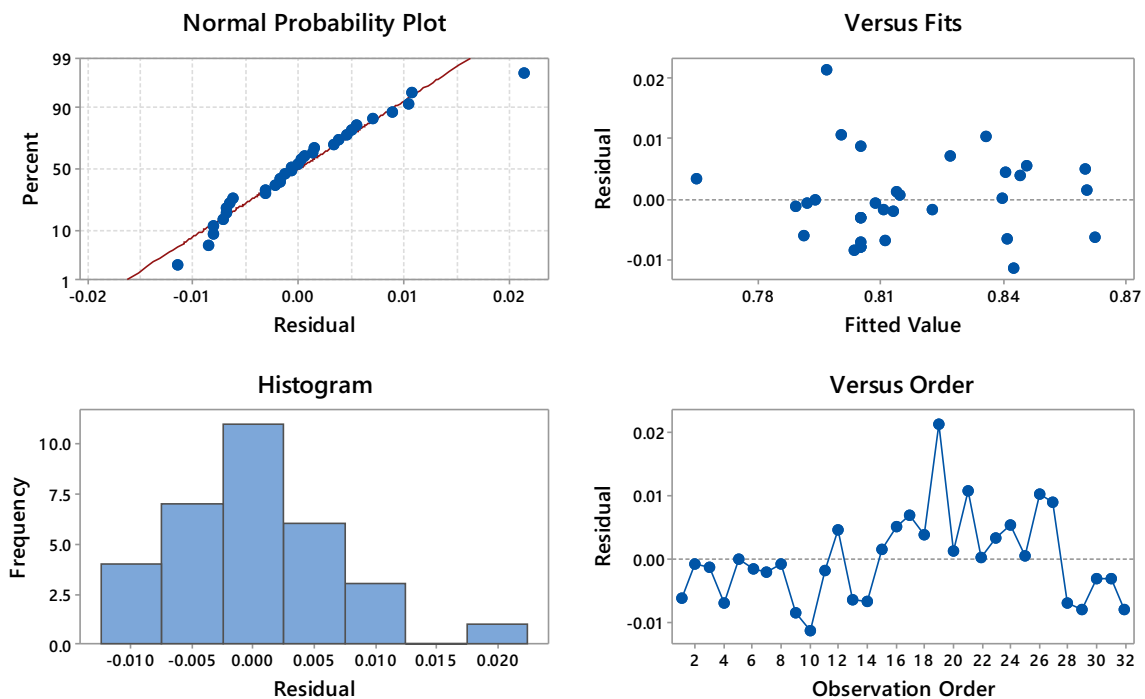 Normal Probability Plot
99
90
50
10
1
Percent
-0.02 -0.01 0.00 0.01 0.02
Residual
Versus Fits
0.02
0.01
0.00
-0.01
Residual
0.78 0.81 0.84 0.87
Fitted Value
Histogram
10.0
7.5
5.0
2.5
0.0
Frequency
-0.010 -0.005 0.000 0.005 0.010 0.015 0.020
Residual
Versus Order
0.02
0.01
0.00
-0.01
Residual
2 4 6 8 10 12 14 16 18 20 22 24 26 28 30 32
Observation Order